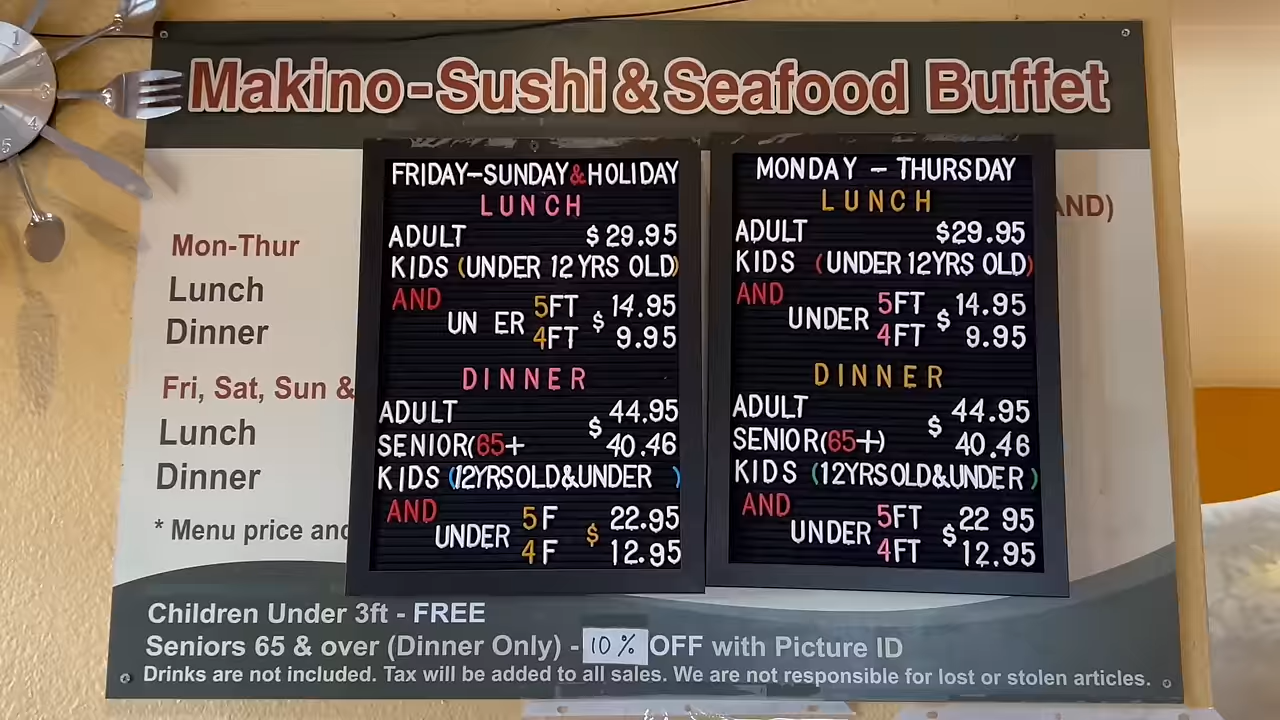 Makino-Sushi & Seafood Buffet
Mon-Thur
Lunch
Dinner
Fri, Sat, Sun &
Lunch
Dinner
* Menu price and
FRIDAY-SUNDAY&HOLIDAY
LUNCH
ADULT $29.95
KIDS (UNDER 12YRS OLD)
AND
UN ER 5FT $ 14.95
4FT 9.95
DINNER
ADULT $ 44.95
SENIOR(65+ 40.46
KIDS (12YRSOLD&UNDER )
AND
UNDER 5F $ 22.95
4F 12.95
MONDAY - THURSDAY
LUNCH
ADULT $29.95
KIDS (UNDER 12YRS OLD)
AND
UNDER 5FT $ 14.95
4FT 9.95
DINNER
ADULT $ 44.95
SENIOR(65+) 40.46
KIDS (12YRSOLD&UNDER )
AND
UNDER 5FT $22 95
4FT 12.95
AND)
Children Under 3ft - FREE
Seniors 65 & over (Dinner Only) - 10% OFF with Picture ID
Drinks are not included. Tax will be added to all sales. We are not responsible for lost or stolen articles.
1
3
4
5